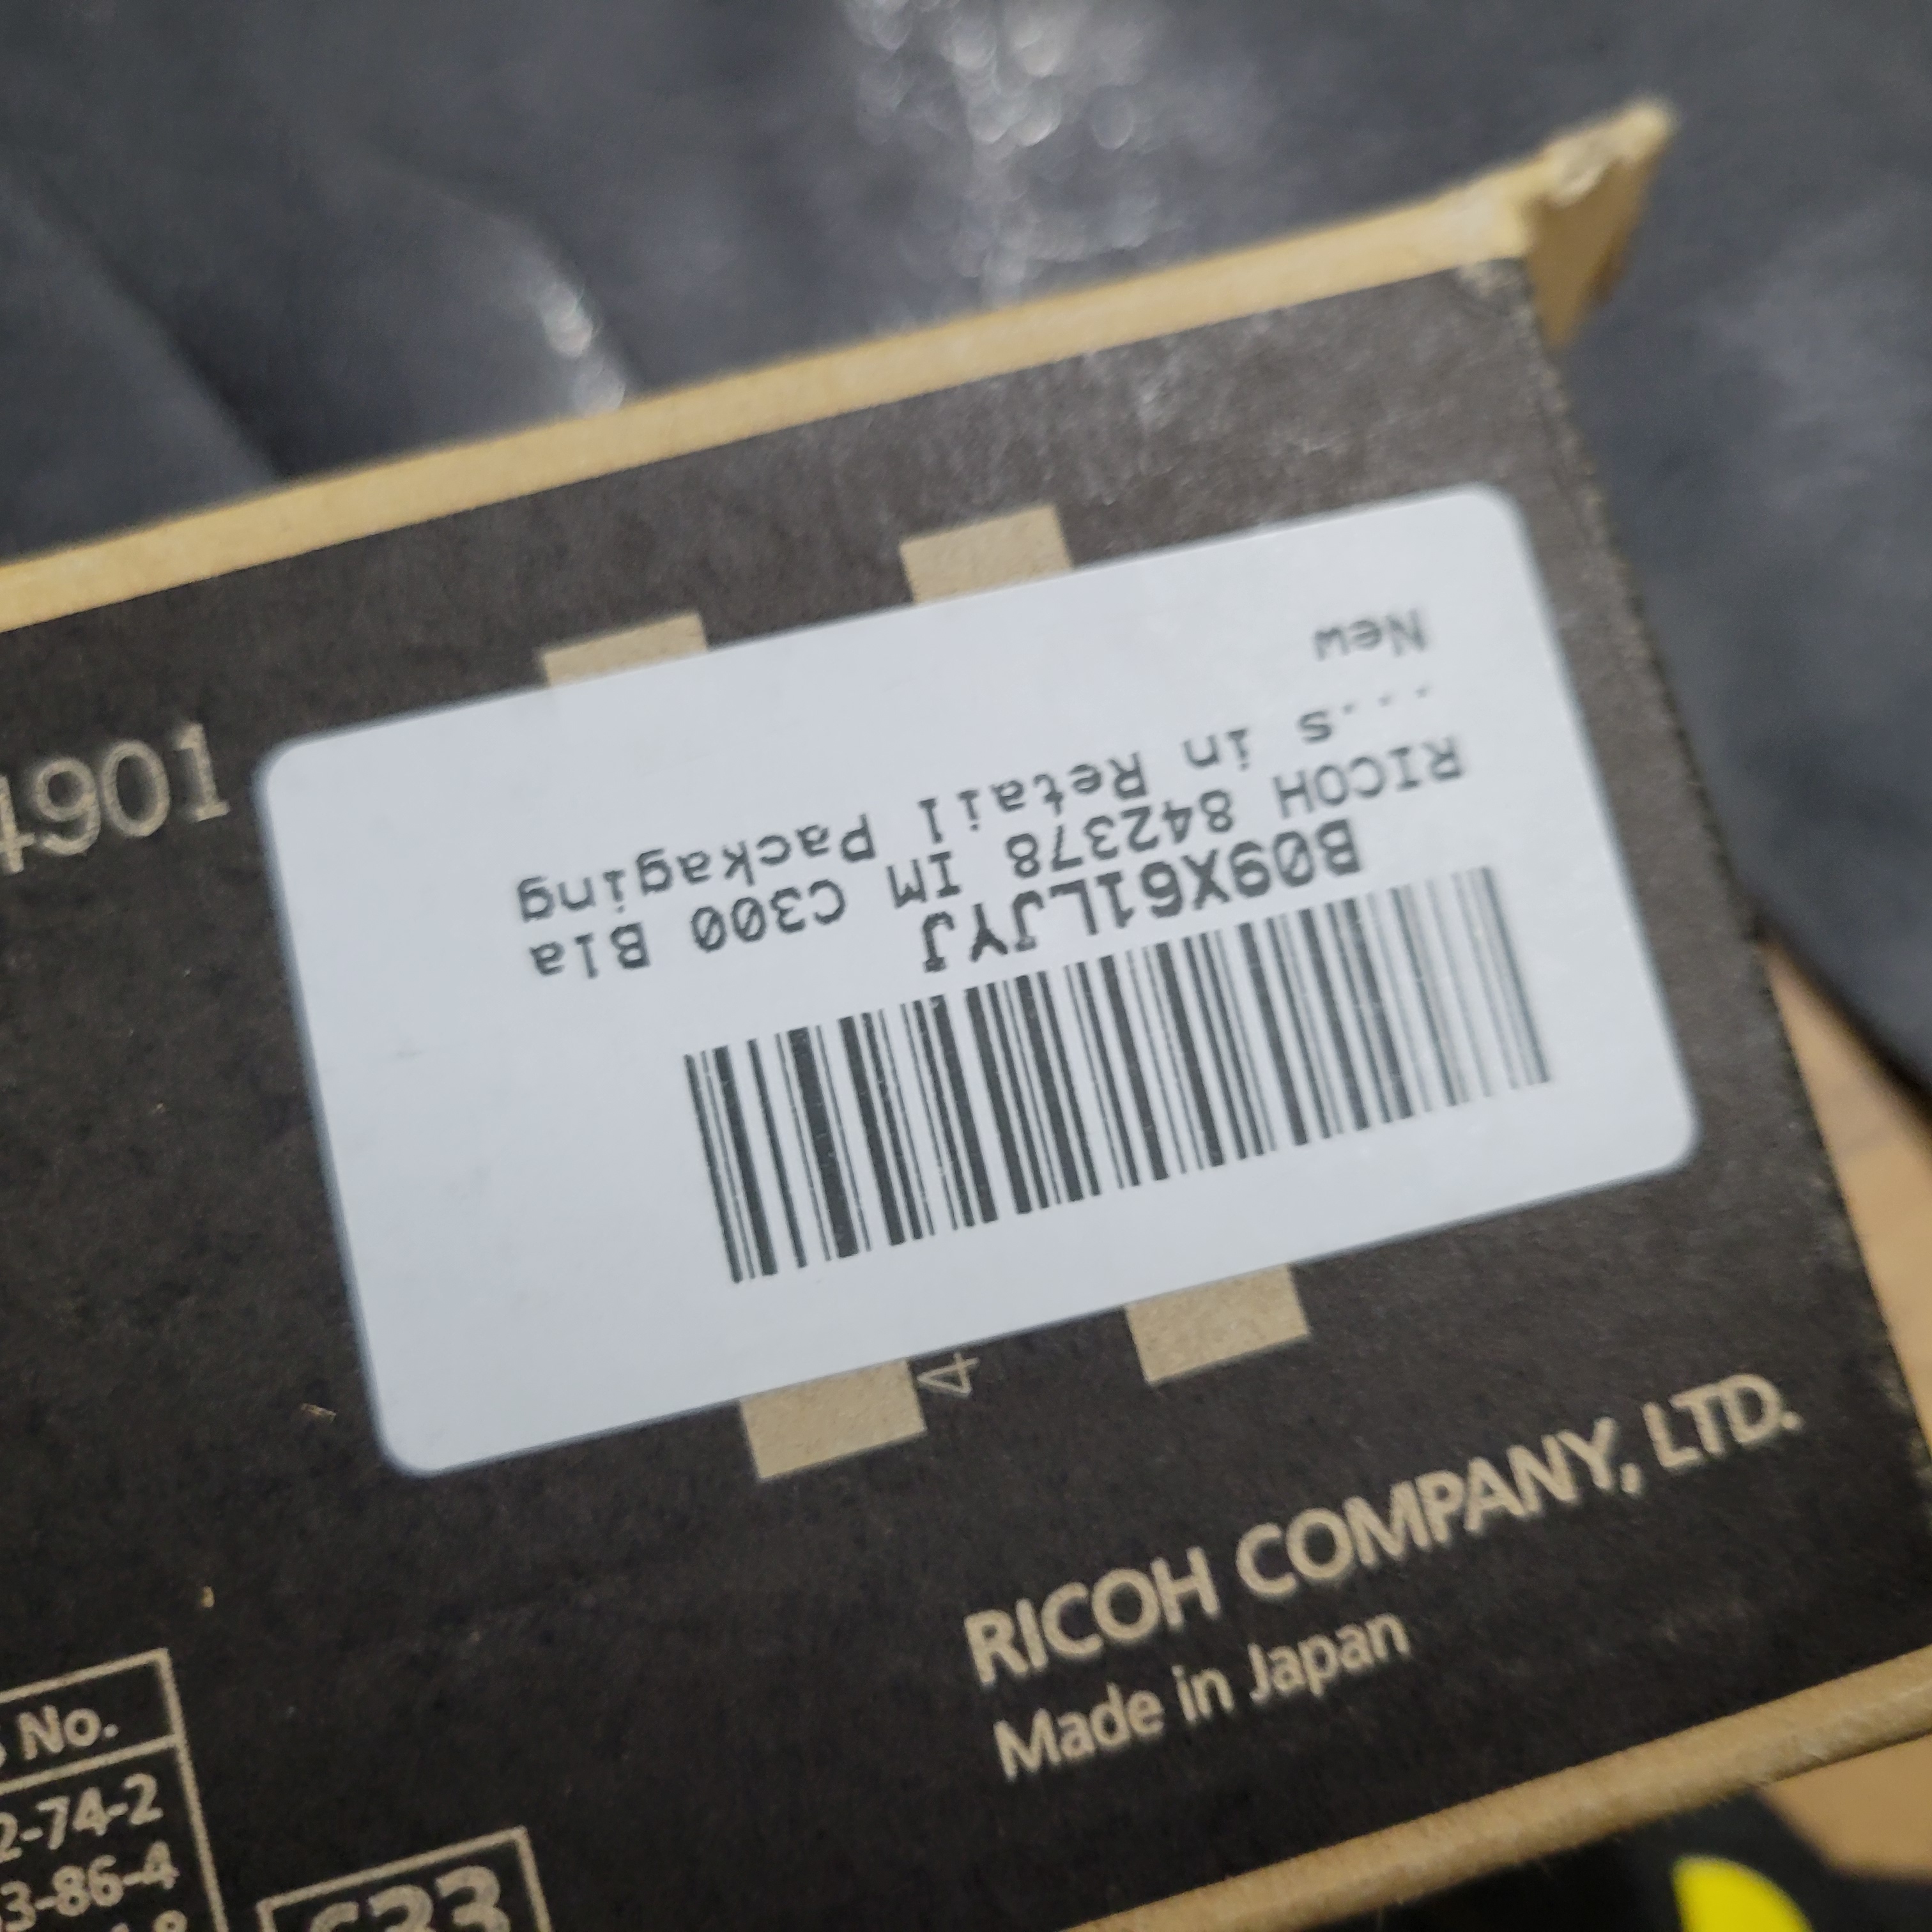 4901
B09X61LJYJ
RICOH 842378 IM C300 Bla
...s in Retail Packaging
New
4
RICOH COMPANY, LTD.
Made in Japan
No.
2-74-2
3-86-4